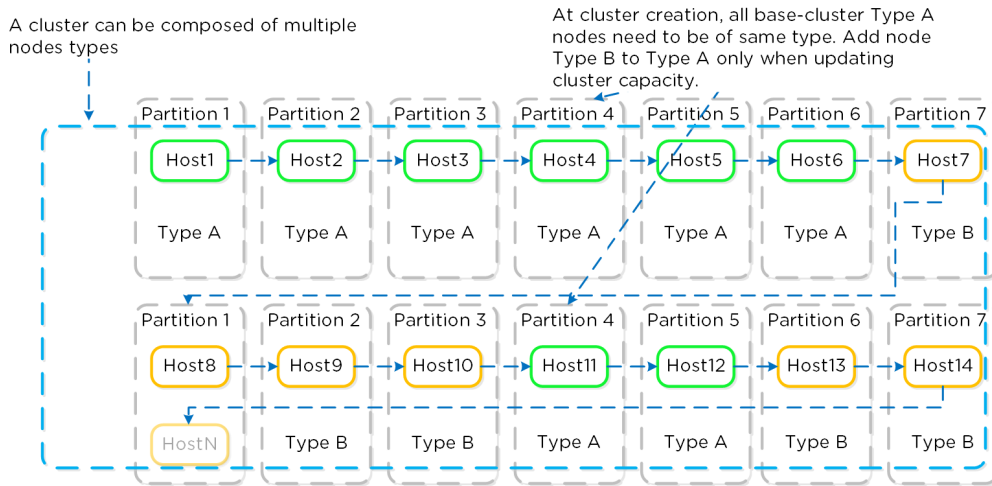 A cluster can be composed of multiple
nodes types
At cluster creation, all base-cluster Type A
nodes need to be of same type. Add node
Type B to Type A only when updating
cluster capacity.
Partition 1 Partition 2 Partition 3 Partition 4 Partition 5 Partition 6 Partition 7
Host1 Host2 Host3 Host4 Host5 Host6 Host7
Type A Type A Type A Type A Type A Type A Type B
Partition 1 Partition 2 Partition 3 Partition 4 Partition 5 Partition 6 Partition 7
Host8 Host9 Host10 Host11 Host12 Host13 Host14
HostN Type B Type B Type A Type A Type B Type B